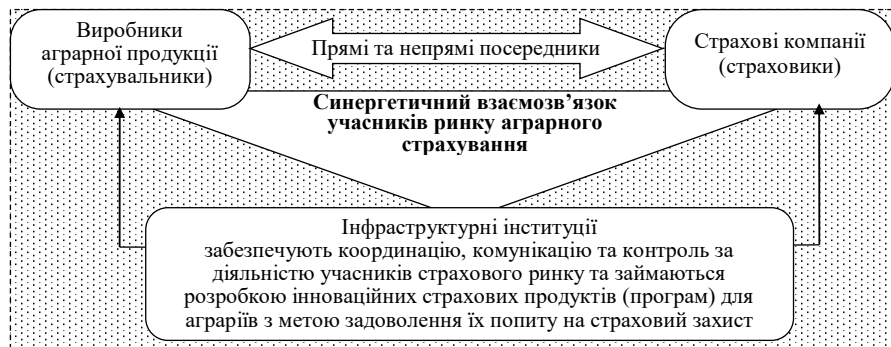 Виробники
аграрної продукції
(страхувальники)
Прямі та непрямі посередники
Страхові компанії
(страховики)
Синергетичний взаємозв’язок
учасників ринку аграрного
страхування
Інфраструктурні інституції
забезпечують координацію, комунікацію та контроль за
діяльністю учасників страхового ринку та займаються
розробкою інноваційних страхових продуктів (програм) для
аграріїв з метою задоволення їх попиту на страховий захист